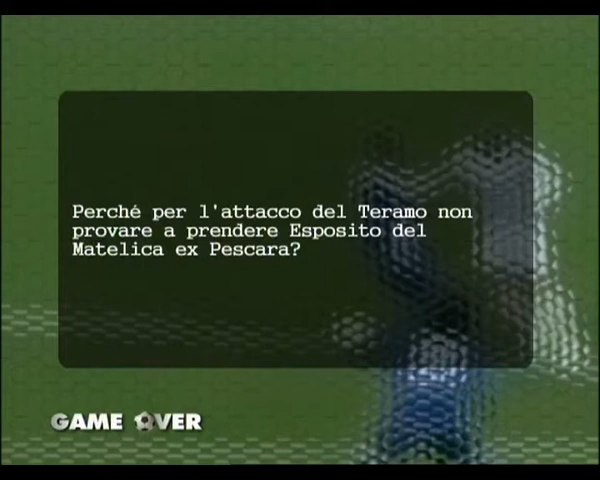 Perché per l'attacco del Teramo non
provare a prendere Esposito del
Matelica ex Pescara?
GAME OVER